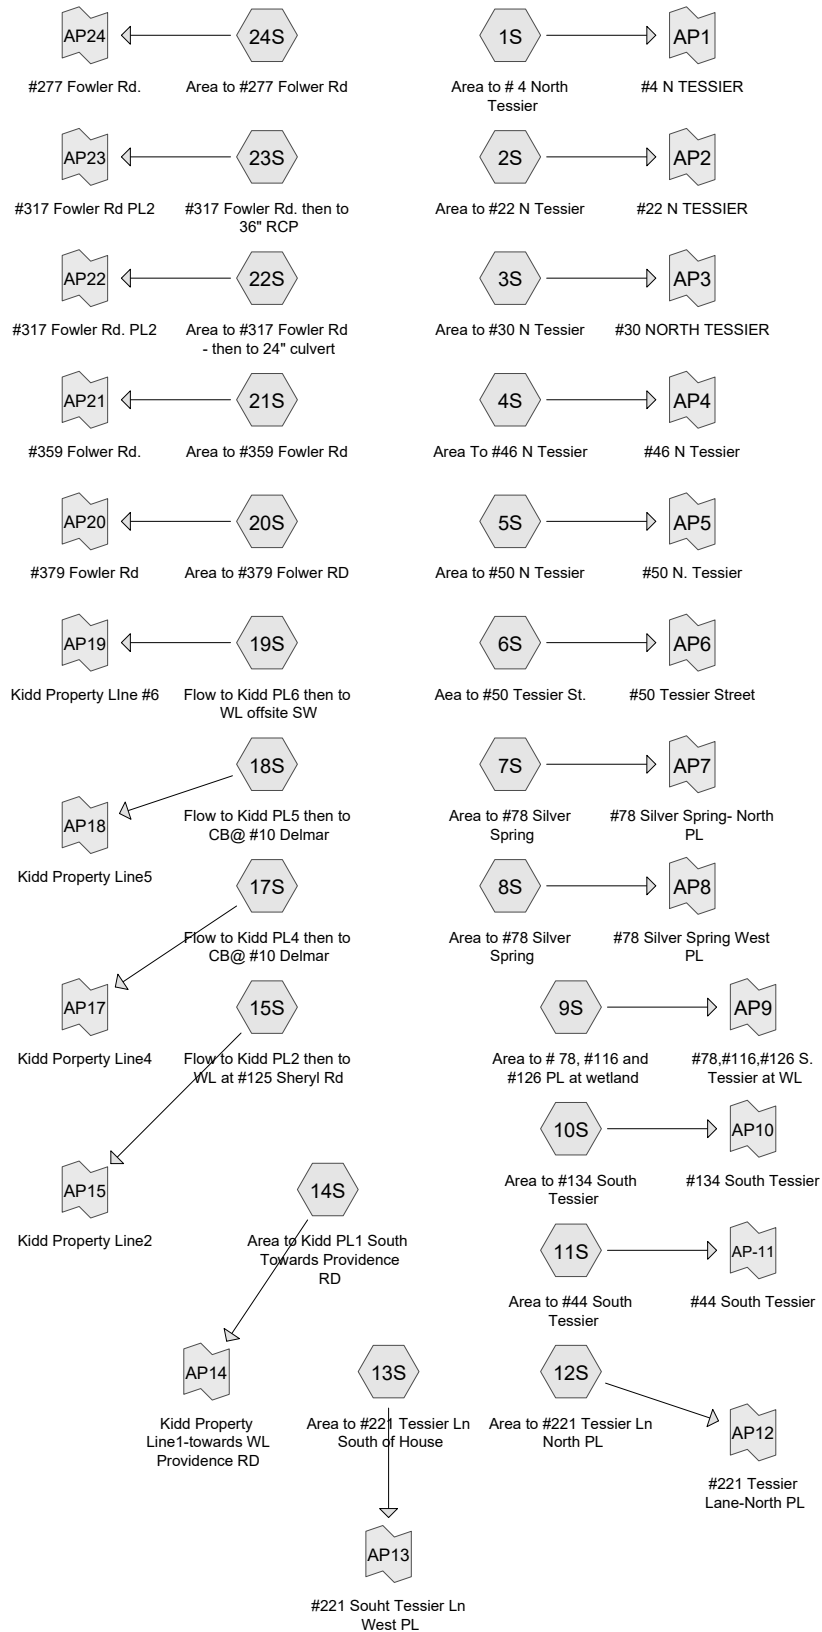 AP24
24S
1S
AP1
#277 Fowler Rd.
Area to #277 Folwer Rd
Area to # 4 North
Tessier
#4 N TESSIER
AP23
23S
2S
AP2
#317 Fowler Rd PL2
#317 Fowler Rd. then to
36" RCP
Area to #22 N Tessier
#22 N TESSIER
AP22
22S
3S
AP3
#317 Fowler Rd. PL2
Area to #317 Fowler Rd
- then to 24" culvert
Area to #30 N Tessier
#30 NORTH TESSIER
AP21
21S
4S
AP4
#359 Folwer Rd.
Area to #359 Fowler Rd
Area To #46 N Tessier
#46 N Tessier
AP20
20S
5S
AP5
#379 Fowler Rd
Area to #379 Folwer RD
Area to #50 N Tessier
#50 N. Tessier
AP19
19S
6S
AP6
Kidd Property LIne #6
Flow to Kidd PL6 then to
WL offsite SW
Aea to #50 Tessier St.
#50 Tessier Street
18S
7S
AP7
AP18
Flow to Kidd PL5 then to
CB@ #10 Delmar
Area to #78 Silver
Spring
#78 Silver Spring- North
PL
Kidd Property Line5
17S
8S
AP8
Flow to Kidd PL4 then to
CB@ #10 Delmar
Area to #78 Silver
Spring
#78 Silver Spring West
PL
AP17
15S
9S
AP9
Kidd Porperty Line4
Flow to Kidd PL2 then to
WL at #125 Sheryl Rd
Area to # 78, #116 and
#126 PL at wetland
#78,#116,#126 S.
Tessier at WL
10S
AP10
AP15
14S
Area to #134 South
Tessier
#134 South Tessier
Kidd Property Line2
Area to Kidd PL1 South
Towards Providence
RD
11S
AP-11
Area to #44 South
Tessier
#44 South Tessier
AP14
13S
12S
Kidd Property
Line1-towards WL
Providence RD
Area to #221 Tessier Ln
South of House
Area to #221 Tessier Ln
North PL
AP12
#221 Tessier
Lane-North PL
AP13
#221 Souht Tessier Ln
West PL